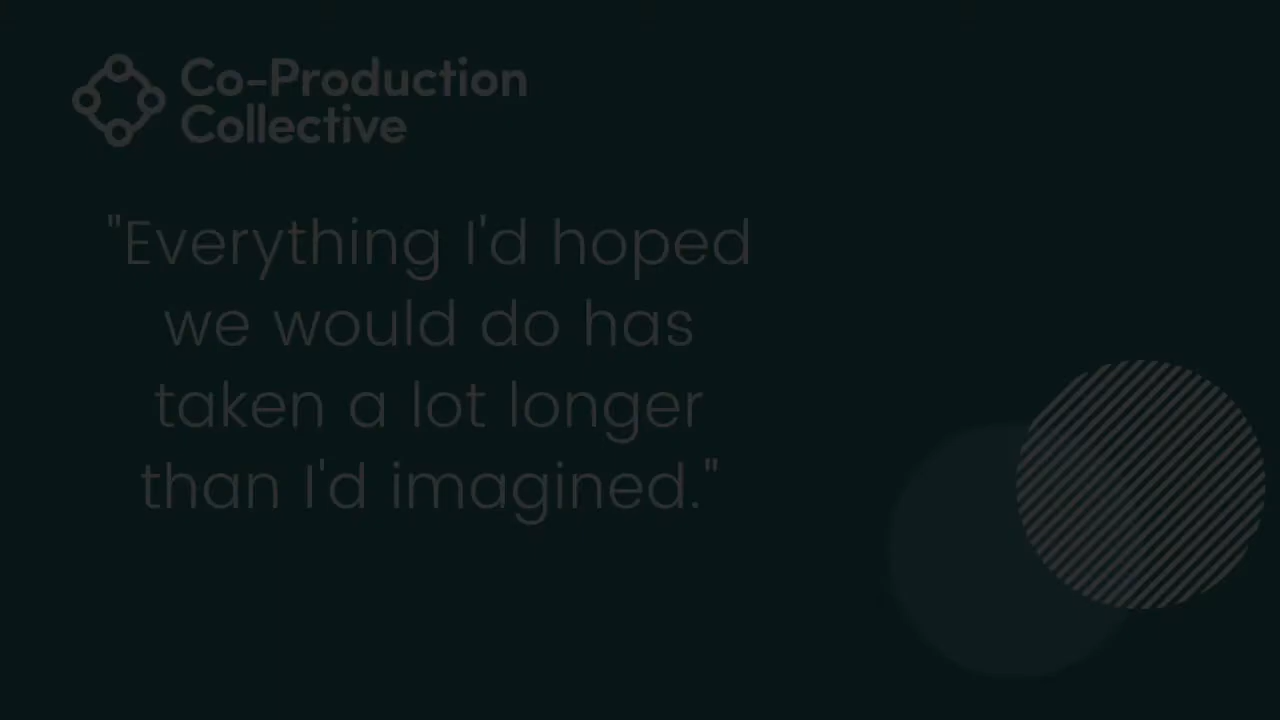 Co-Production
Collective
"Everything I'd hoped
we would do has
taken a lot longer
than I'd imagined."